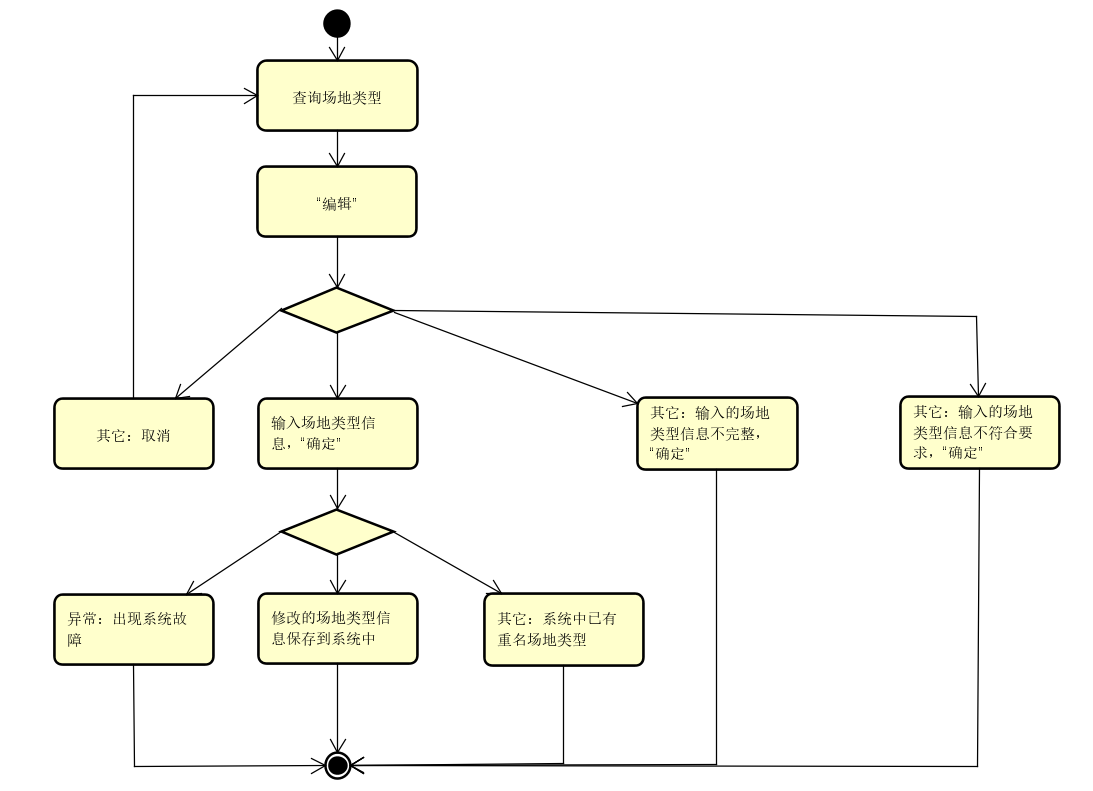 查询场地类型
“编辑”
其它：取消
输入场地类型信
息，“确定”
其它：输入的场地
类型信息不完整，
“确定”
其它：输入的场地
类型信息不符合要
求，“确定”
异常：出现系统故
障
修改的场地类型信
息保存到系统中
其它：系统中已有
重名场地类型